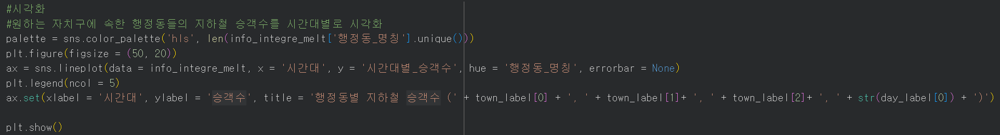 #시각화
#원하는 자치구에 속한 행정동들의 지하철 승객수를 시간대별로 시각화
palette = sns.color_palette('hls', len(info_integre_melt['행정동_명칭'].unique()))
plt.figure(figsize = (50, 20))
ax = sns.lineplot(data = info_integre_melt, x = '시간대', y = '시간대별_승객수', hue = '행정동_명칭', errorbar = None)
plt.legend(ncol = 5)
ax.set(xlabel = '시간대', ylabel = '승객수', title = '행정동별 지하철 승객수 (' + town_label[0] + ', ' + town_label[1]+ ', ' + town_label[2]+ ', ' + str(day_label[0]) + ')')
plt.show()